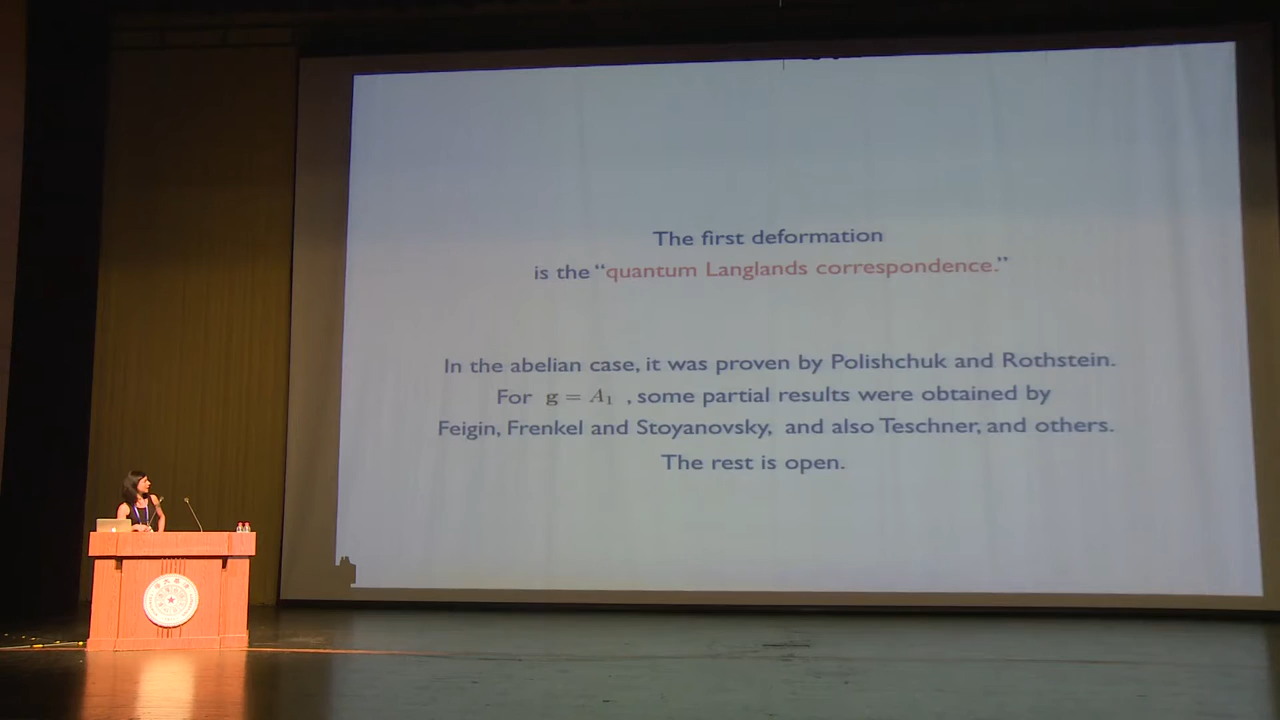 The first deformation
is the “quantum Langlands correspondence.”
In the abelian case, it was proven by Polishchuk and Rothstein.
For g = A₁ , some partial results were obtained by
Feigin, Frenkel and Stoyanovsky, and also Teschner, and others.
The rest is open.